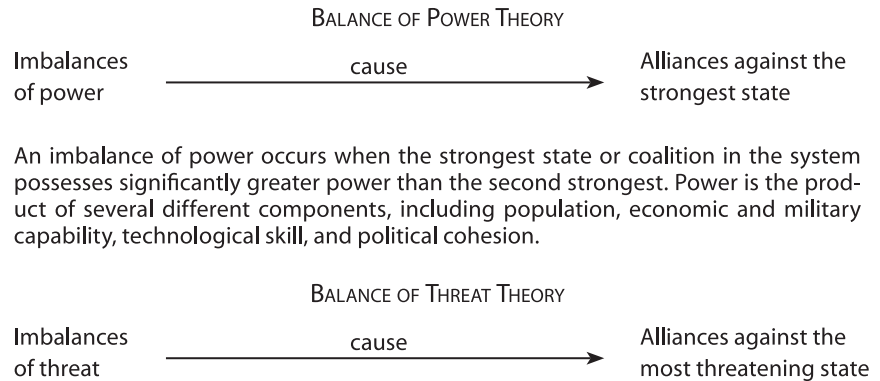 BALANCE OF POWER THEORY
Imbalances
of power
cause
Alliances against the
strongest state
An imbalance of power occurs when the strongest state or coalition in the system
possesses significantly greater power than the second strongest. Power is the prod-
uct of several different components, including population, economic and military
capability, technological skill, and political cohesion.
BALANCE OF THREAT THEORY
Imbalances
of threat
cause
Alliances against the
most threatening state